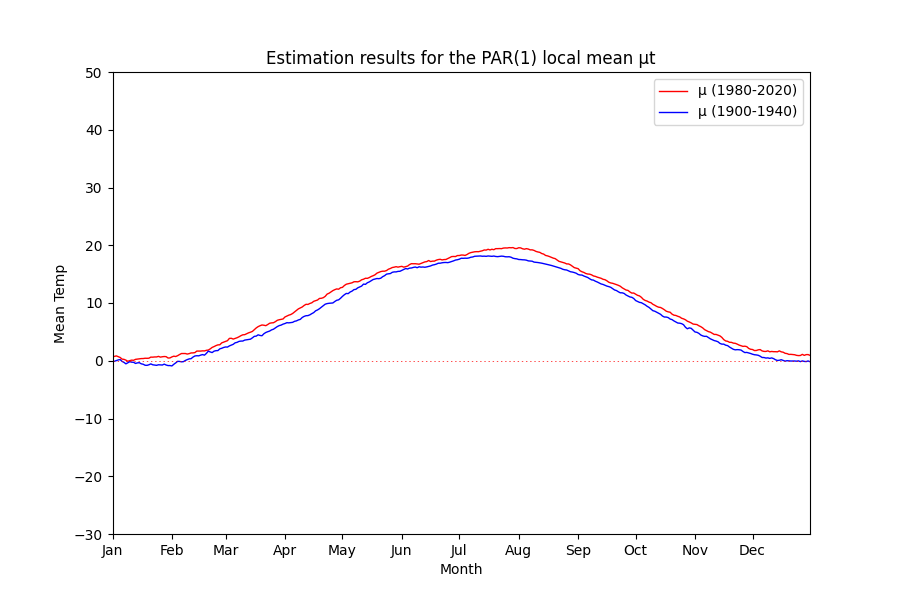 Estimation results for the PAR(1) local mean μt
50
40
30
20
10
0
−10
−20
−30
Mean Temp
μ (1980-2020)
μ (1900-1940)
Jan Feb Mar Apr May Jun Jul Aug Sep Oct Nov Dec
Month